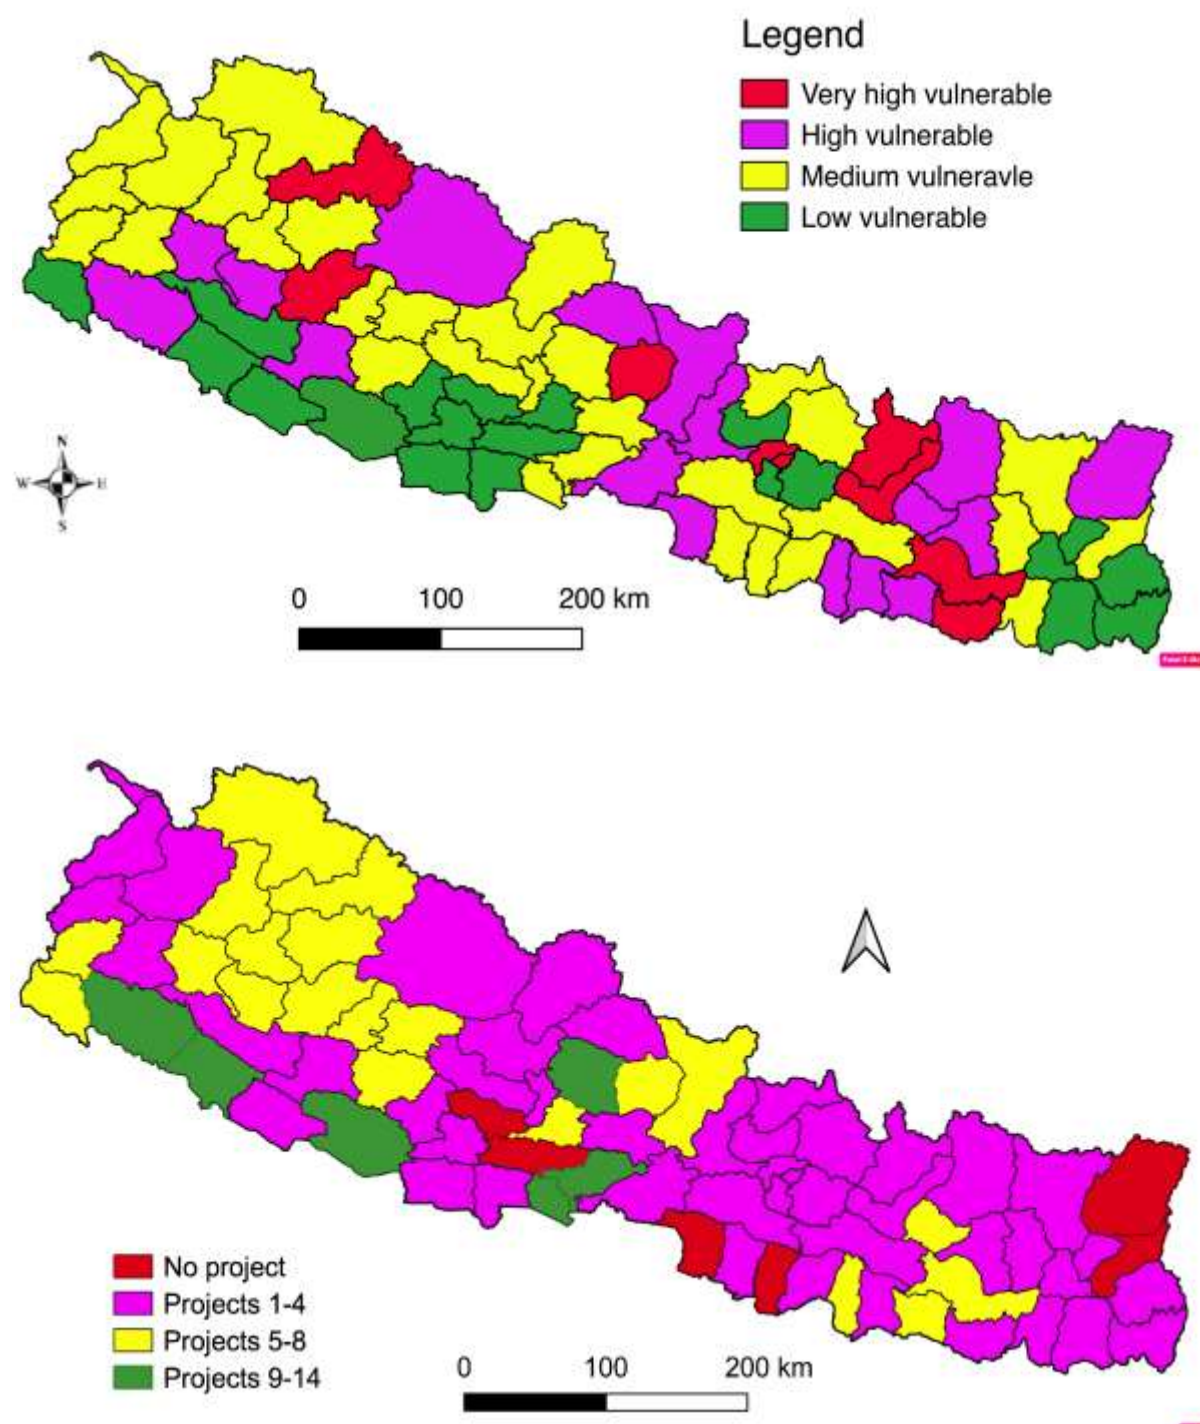 Legend
Very high vulnerable
High vulnerable
Medium vulneravle
Low vulnerable
N
W E
S
0 100 200 km
No project
Projects 1-4
Projects 5-8
Projects 9-14
0 100 200 km